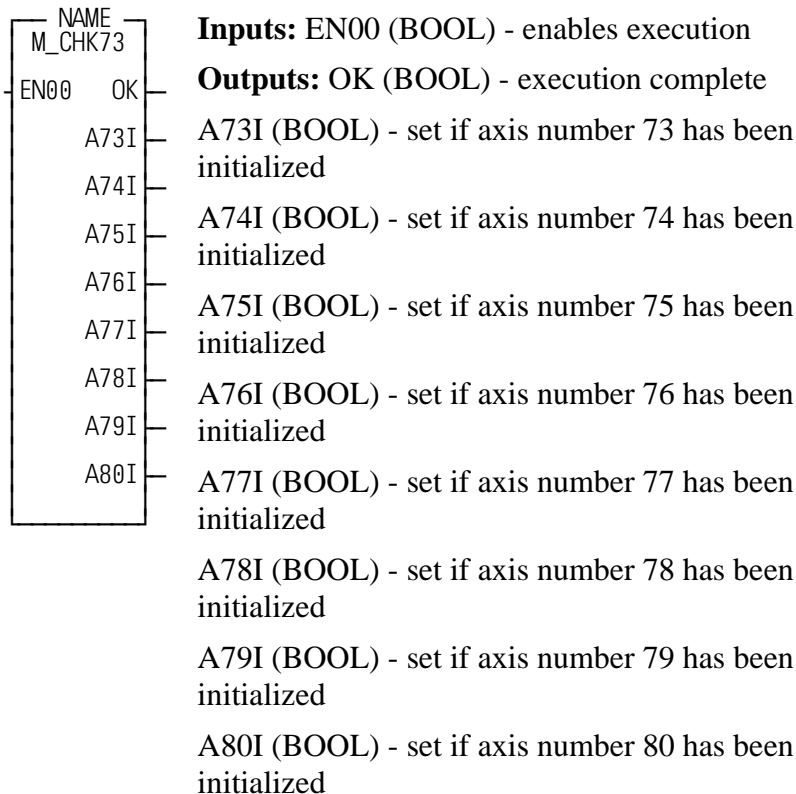 NAME
M_CHK73
EN00 OK
A73I
A74I
A75I
A76I
A77I
A78I
A79I
A80I
Inputs: EN00 (BOOL) - enables execution
Outputs: OK (BOOL) - execution complete
A73I (BOOL) - set if axis number 73 has been
initialized
A74I (BOOL) - set if axis number 74 has been
initialized
A75I (BOOL) - set if axis number 75 has been
initialized
A76I (BOOL) - set if axis number 76 has been
initialized
A77I (BOOL) - set if axis number 77 has been
initialized
A78I (BOOL) - set if axis number 78 has been
initialized
A79I (BOOL) - set if axis number 79 has been
initialized
A80I (BOOL) - set if axis number 80 has been
initialized